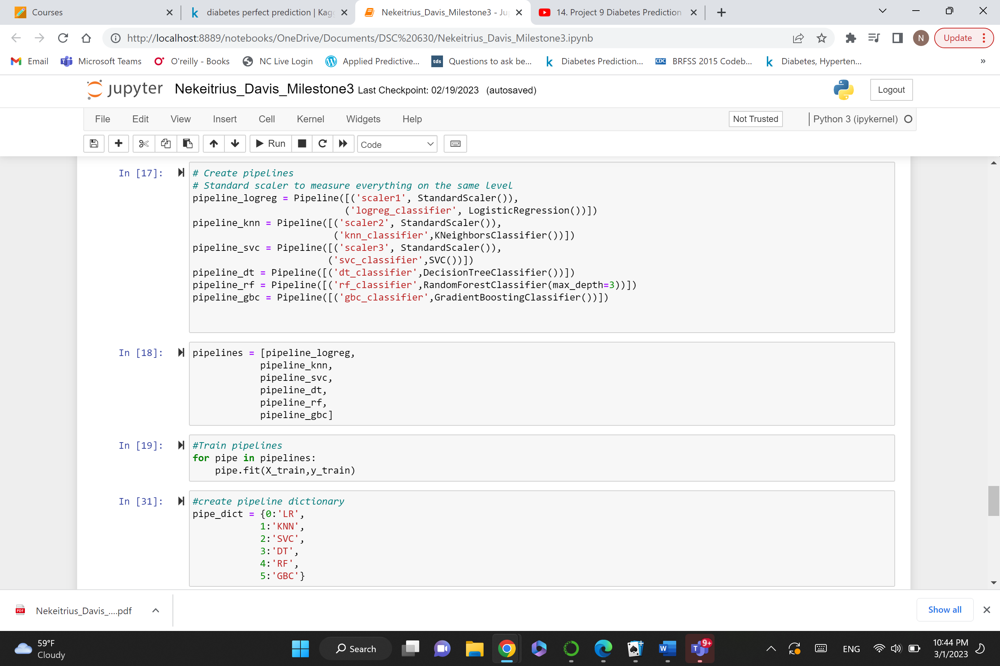 Courses
diabetes perfect prediction | Kagg
Nekeitrius_Davis_Milestone3 - Ju
14. Project 9 Diabetes Prediction
http://localhost:8889/notebooks/OneDrive/Documents/DSC%20630/Nekeitrius_Davis_Milestone3.ipynb
N
Update
Email
Microsoft Teams
O'reilly - Books
NC Live Login
Applied Predictive...
tds
Questions to ask be...
Diabetes Prediction...
CDC
BRFSS 2015 Codeb...
Diabetes, Hyperten...
»
jupyter
Nekeitrius_Davis_Milestone3 Last Checkpoint: 02/19/2023 (autosaved)
Logout
File Edit View Insert Cell Kernel Widgets Help
Not Trusted
Python 3 (ipykernel)
Run
Code
In [17]:
# Create pipelines
# Standard scaler to measure everything on the same level
pipeline_logreg = Pipeline([('scaler1', StandardScaler()),
('logreg_classifier', LogisticRegression())])
pipeline_knn = Pipeline([('scaler2', StandardScaler()),
('knn_classifier',KNeighborsClassifier())])
pipeline_svc = Pipeline([('scaler3', StandardScaler()),
('svc_classifier',SVC())])
pipeline_dt = Pipeline([('dt_classifier',DecisionTreeClassifier())])
pipeline_rf = Pipeline([('rf_classifier',RandomForestClassifier(max_depth=3))])
pipeline_gbc = Pipeline([('gbc_classifier',GradientBoostingClassifier())])
In [18]:
pipelines = [pipeline_logreg,
pipeline_knn,
pipeline_svc,
pipeline_dt,
pipeline_rf,
pipeline_gbc]
In [19]:
#Train pipelines
for pipe in pipelines:
pipe.fit(X_train,y_train)
In [31]:
#create pipeline dictionary
pipe_dict = {0:'LR',
1:'KNN',
2:'SVC',
3:'DT',
4:'RF',
5:'GBC'}
PDF
Nekeitrius_Davis_....pdf
Show all
59°F
Cloudy
Search
W
T
9+
ENG
10:44 PM
3/1/2023